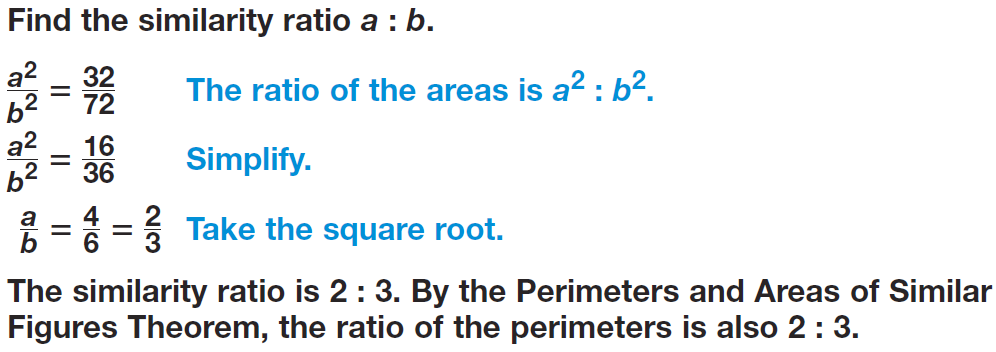 Find the similarity ratio a : b.
a²/b² = 32/72 The ratio of the areas is a² : b².
a²/b² = 16/36 Simplify.
a/b = 4/6 = 2/3 Take the square root.
The similarity ratio is 2 : 3. By the Perimeters and Areas of Similar
Figures Theorem, the ratio of the perimeters is also 2 : 3.